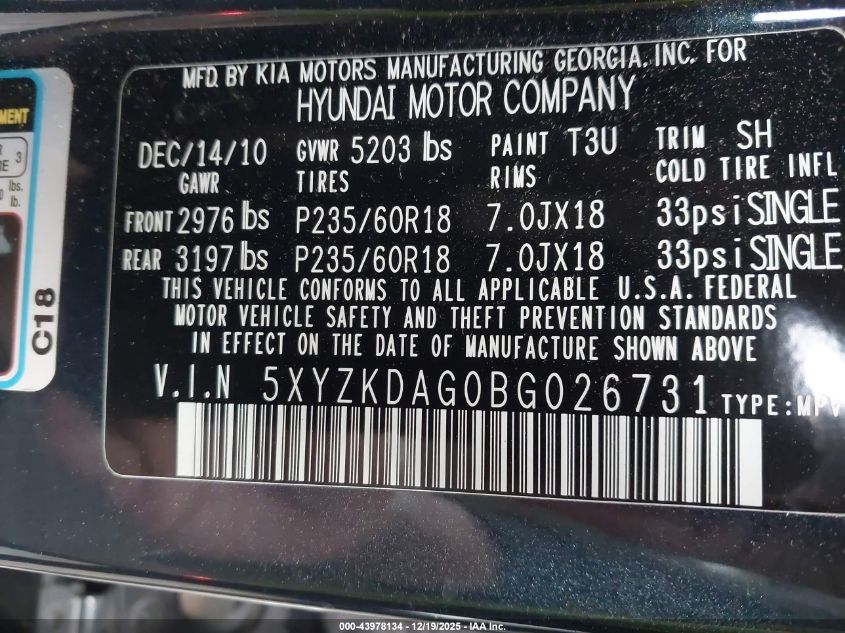 MFD. BY KIA MOTORS MANUFACTURING GEORGIA, INC. FOR
HYUNDAI MOTOR COMPANY
DEC/14/10 GVWR 5203 lbs PAINT T3U TRIM SH
GAWR TIRES RIMS COLD TIRE INFL
FRONT 2976 lbs P235/60R18 7.0JX18 33psi SINGLE
REAR 3197 lbs P235/60R18 7.0JX18 33psi SINGLE
THIS VEHICLE CONFORMS TO ALL APPLICABLE U.S.A. FEDERAL
MOTOR VEHICLE SAFETY AND THEFT PREVENTION STANDARDS
IN EFFECT ON THE DATE OF MANUFACTURE SHOWN ABOVE
V.I.N 5XYZKDAG0BG026731 TYPE:MPV
3
lbs.
lb.
C18
000-43978134 - 12/19/2025 - IAA Inc.